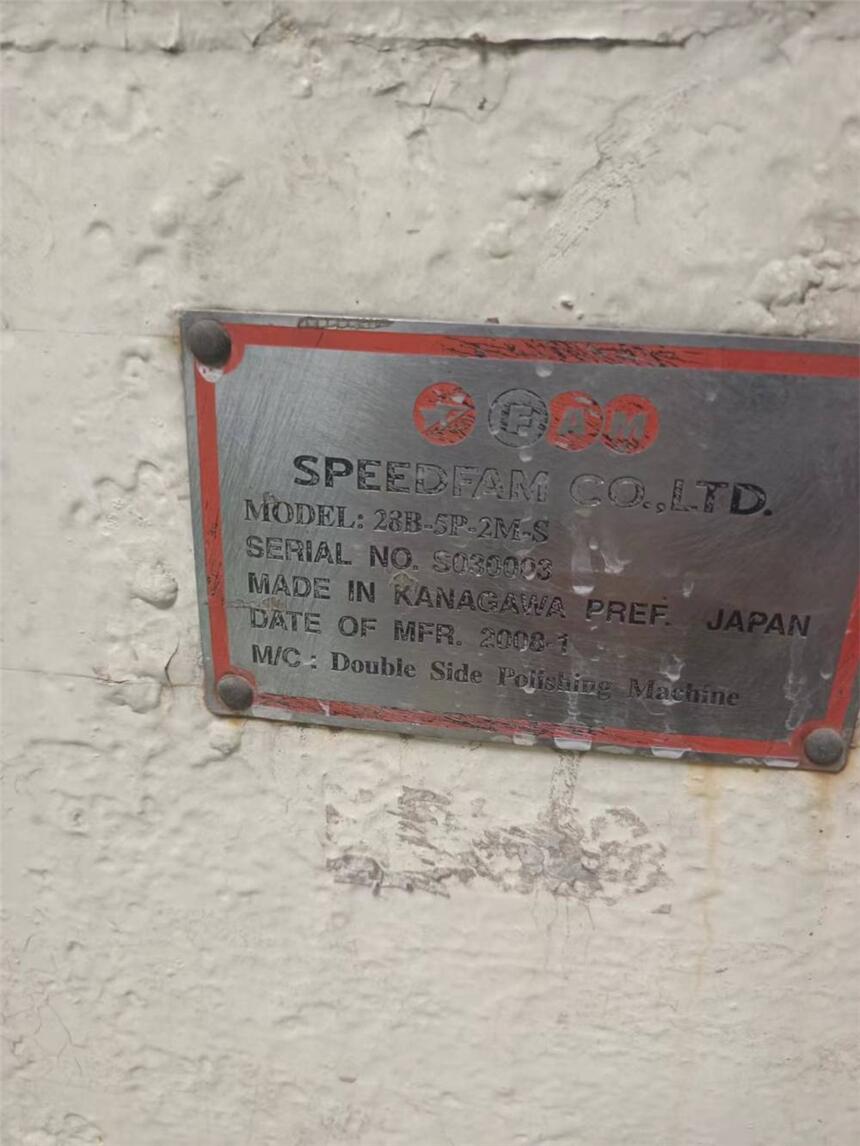 FAM
SPEEDFAM CO.,LTD.
MODEL: 28B-5P-2M-S
SERIAL NO. S030003
MADE IN KANAGAWA PREF. JAPAN
DATE OF MFR. 2008-1
M/C : Double Side Polishing Machine